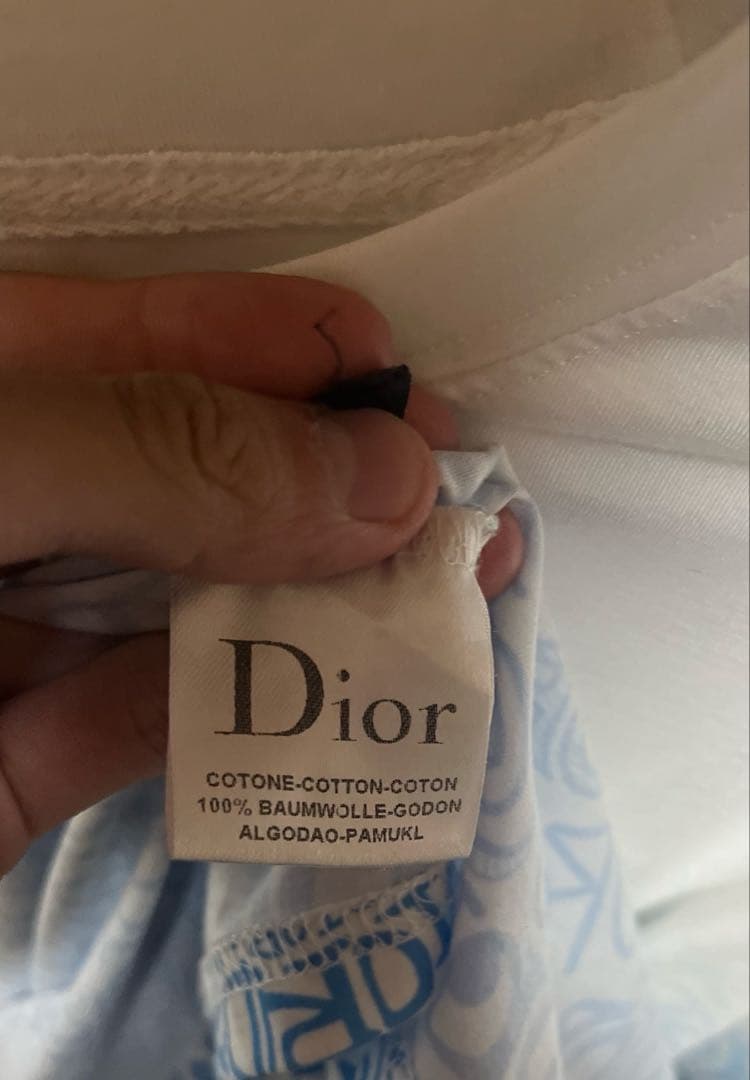 Dior
COTONE-COTTON-COTON
100% BAUMWOLLE-GODON
ALGODAO-PAMUKL